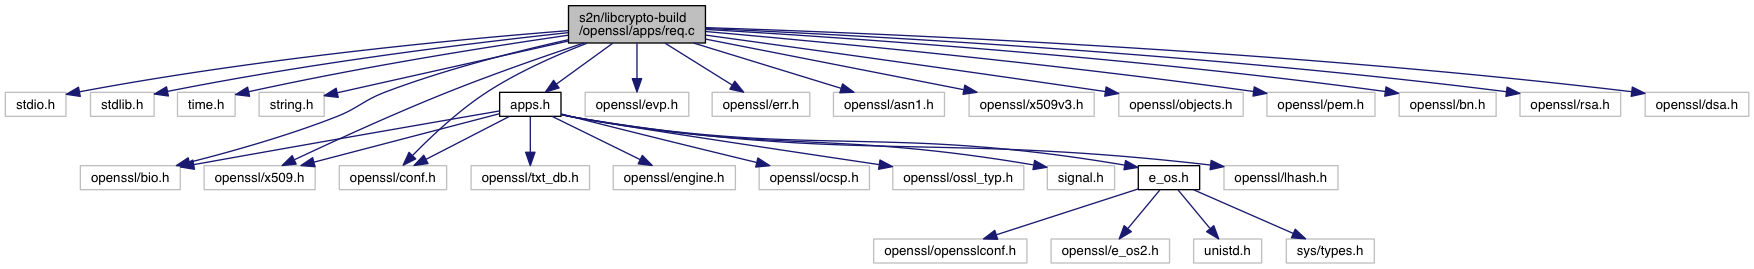 s2n/libcrypto-build
/openssl/apps/req.c
stdio.h
stdlib.h
time.h
string.h
apps.h
openssl/evp.h
openssl/err.h
openssl/asn1.h
openssl/x509v3.h
openssl/objects.h
openssl/pem.h
openssl/bn.h
openssl/rsa.h
openssl/dsa.h
openssl/bio.h
openssl/x509.h
openssl/conf.h
openssl/txt_db.h
openssl/engine.h
openssl/ocsp.h
openssl/ossl_typ.h
signal.h
e_os.h
openssl/lhash.h
openssl/opensslconf.h
openssl/e_os2.h
unistd.h
sys/types.h